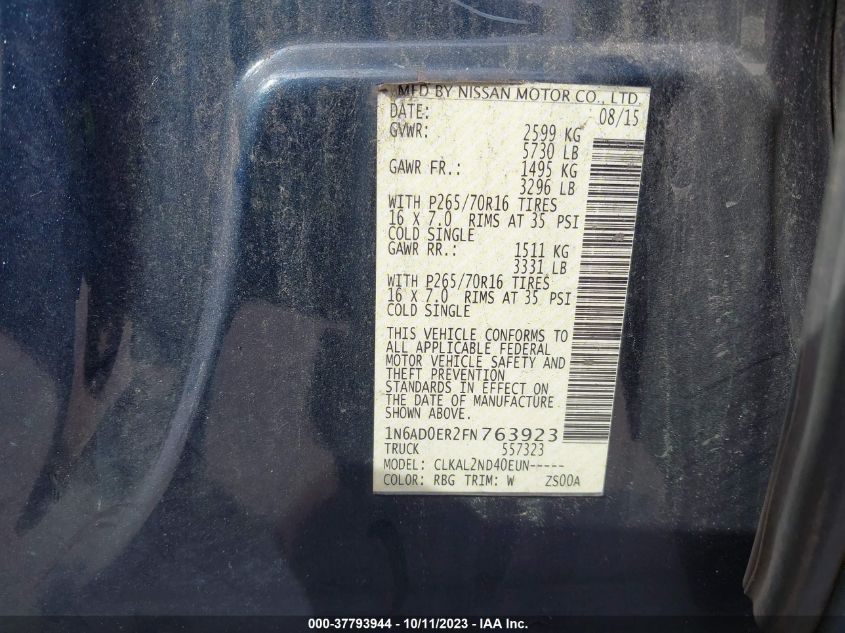 MFD BY NISSAN MOTOR CO., LTD.
DATE: 08/15
GVWR: 2599 KG
5730 LB
GAWR FR.: 1495 KG
3296 LB
WITH P265/70R16 TIRES
16 X 7.0 RIMS AT 35 PSI
COLD SINGLE
GAWR RR.: 1511 KG
3331 LB
WITH P265/70R16 TIRES
16 X 7.0 RIMS AT 35 PSI
COLD SINGLE
THIS VEHICLE CONFORMS TO
ALL APPLICABLE FEDERAL
MOTOR VEHICLE SAFETY AND
THEFT PREVENTION
STANDARDS IN EFFECT ON
THE DATE OF MANUFACTURE
SHOWN ABOVE.
1N6AD0ER2FN763923
TRUCK 557323
MODEL: CLKAL2ND40EUN-----
COLOR: RBG TRIM: W ZS00A
000-37793944 - 10/11/2023 - IAA Inc.